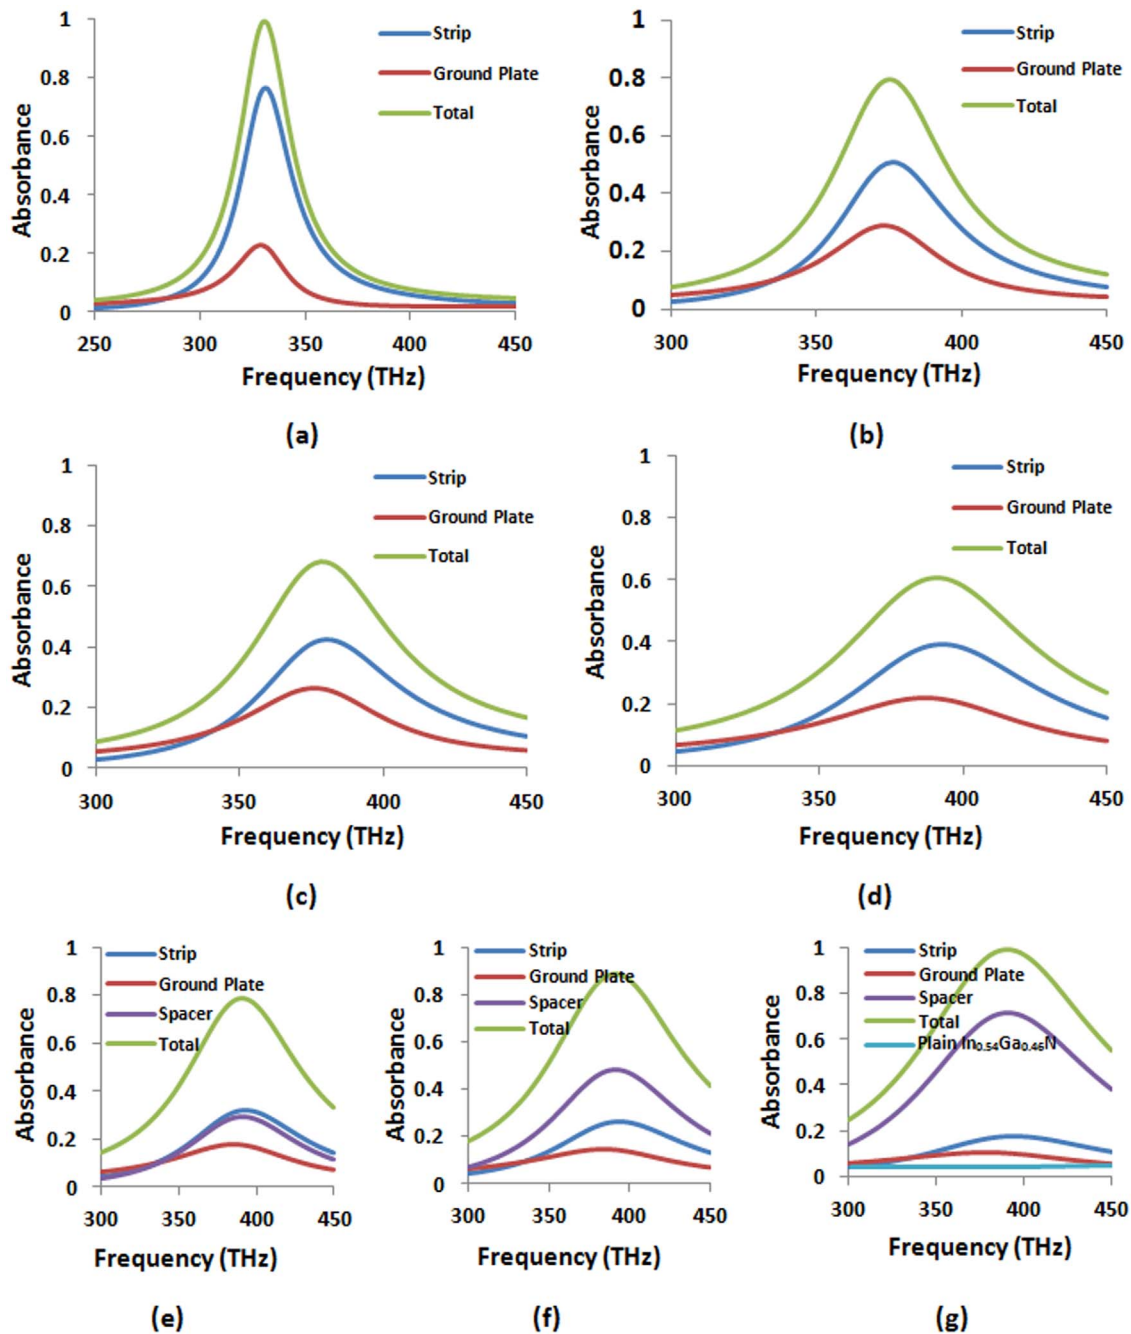 1
0.8
0.6
0.4
0.2
0
Absorbance
Strip
Ground Plate
Total
250 300 350 400 450
Frequency (THz)
(a)
1
0.8
0.6
0.4
0.2
0
Absorbance
Strip
Ground Plate
Total
300 350 400 450
Frequency (THz)
(b)
1
0.8
0.6
0.4
0.2
0
Absorbance
Strip
Ground Plate
Total
300 350 400 450
Frequency (THz)
(c)
1
0.8
0.6
0.4
0.2
0
Absorbance
Strip
Ground Plate
Total
300 350 400 450
Frequency (THz)
(d)
1
0.8
0.6
0.4
0.2
0
Absorbance
Strip
Ground Plate
Spacer
Total
300 350 400 450
Frequency (THz)
(e)
1
0.8
0.6
0.4
0.2
0
Absorbance
Strip
Ground Plate
Spacer
Total
300 350 400 450
Frequency (THz)
(f)
1
0.8
0.6
0.4
0.2
0
Absorbance
Strip
Ground Plate
Spacer
Total
Plain In₀.₅₄Ga₀.₄₆N
300 350 400 450
Frequency (THz)
(g)